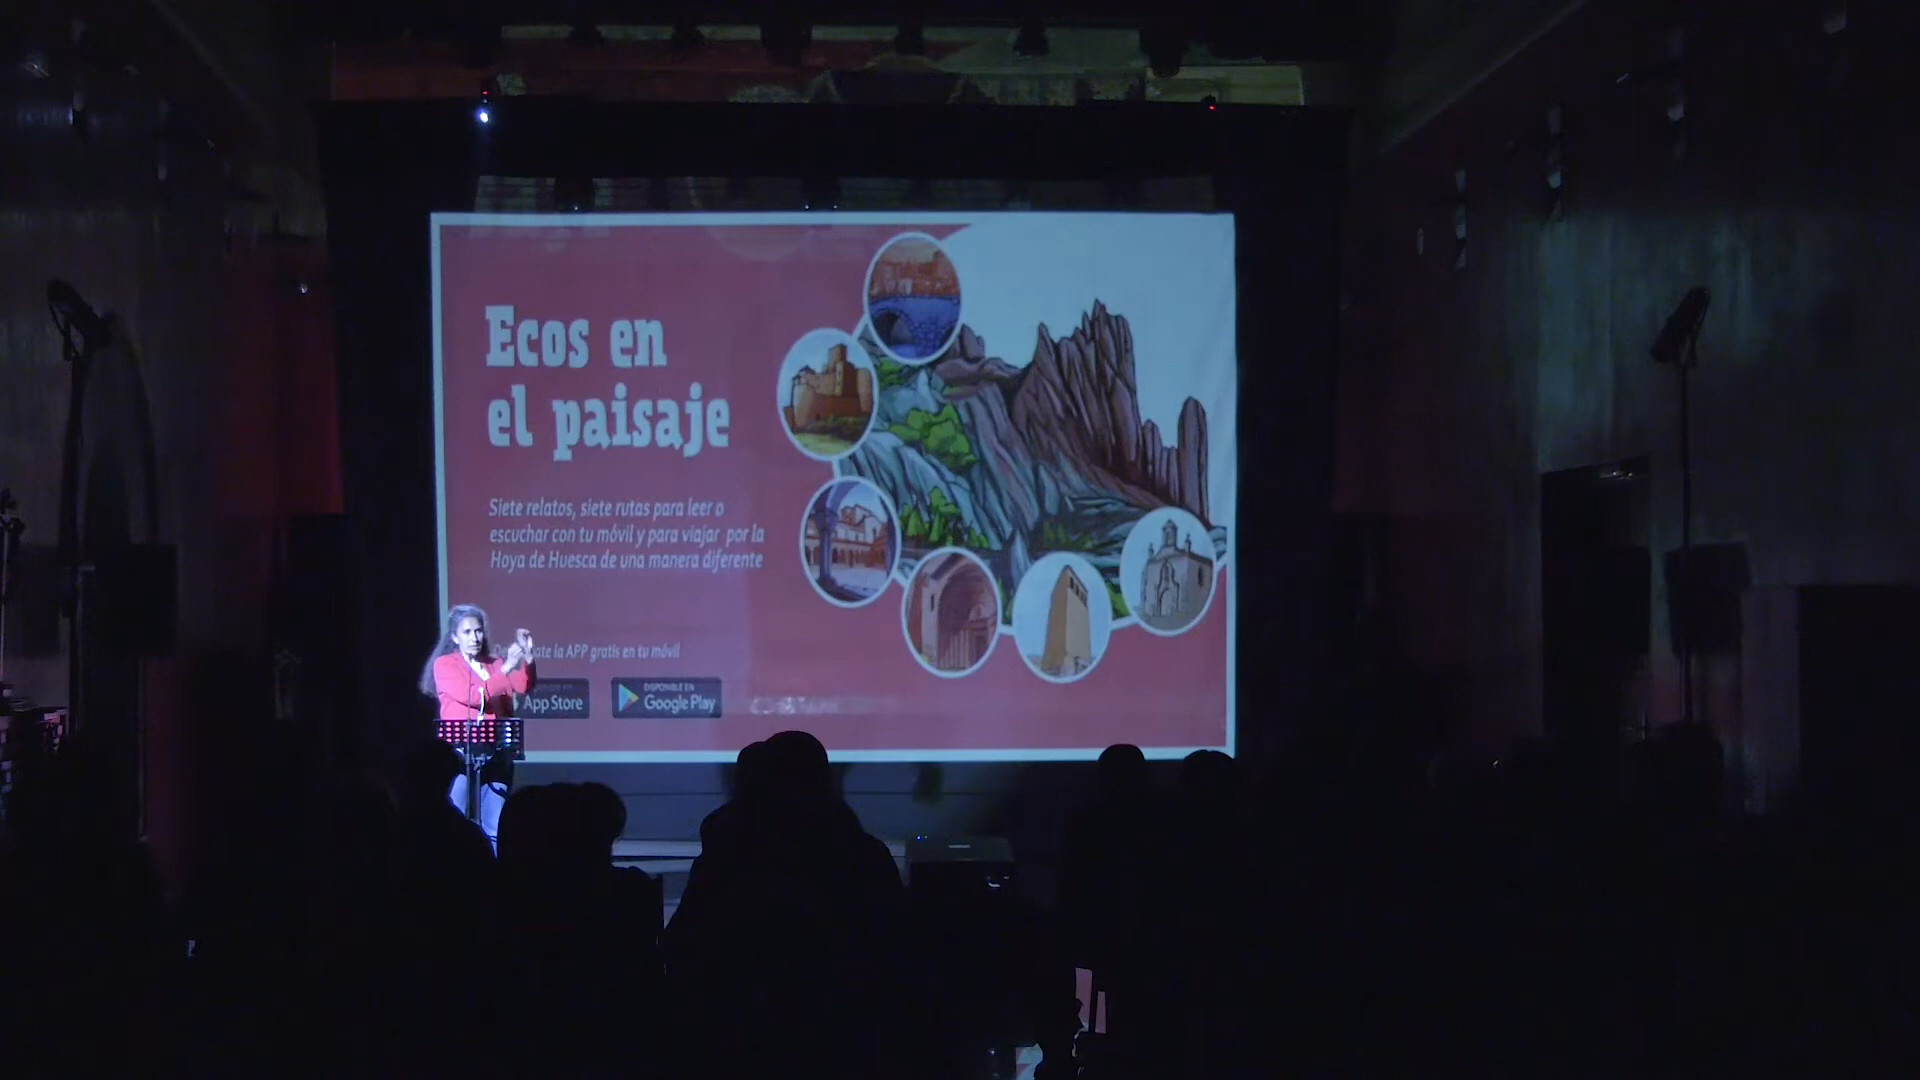 Ecos en
el paisaje
Siete relatos, siete rutas para leer o
escuchar con tu móvil y para viajar por la
Hoya de Huesca de una manera diferente
la APP gratis en tu móvil
App Store
DISPONIBLE EN
Google Play